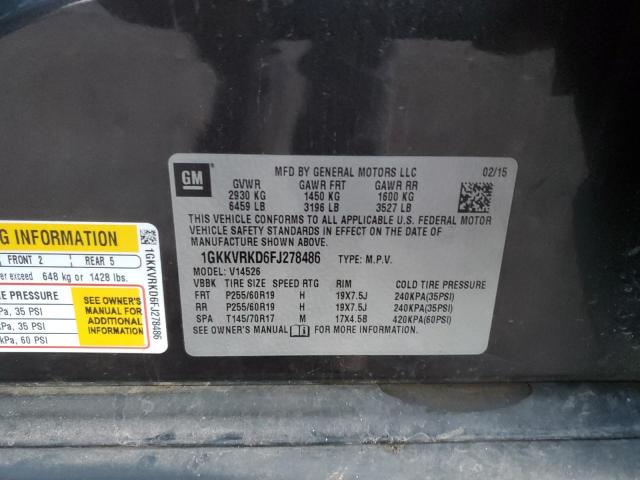 GM
MFD BY GENERAL MOTORS LLC 02/15
GVWR GAWR FRT GAWR RR
2930 KG 1450 KG 1600 KG
6459 LB 3196 LB 3527 LB
THIS VEHICLE CONFORMS TO ALL APPLICABLE U.S. FEDERAL MOTOR
VEHICLE SAFETY STANDARDS IN EFFECT ON THE DATE OF
MANUFACTURE SHOWN ABOVE.
1GKKVRKD6FJ278486 TYPE: M.P.V.
MODEL: V14526
VBBK TIRE SIZE SPEED RTG RIM COLD TIRE PRESSURE
FRT P255/60R19 H 19X7.5J 240KPA(35PSI)
RR P255/60R19 H 19X7.5J 240KPA(35PSI)
SPA T145/70R17 M 17X4.5B 420KPA(60PSI)
SEE OWNER'S MANUAL FOR MORE INFORMATION.
G INFORMATION
FRONT 2 REAR 5
er exceed 648 kg or 1428 lbs.
E PRESSURE
Pa, 35 PSI
Pa, 35 PSI
kPa, 60 PSI
SEE OWNER'S
MANUAL FOR
ADDITIONAL
INFORMATION
1GKKVRKD6FJ278486